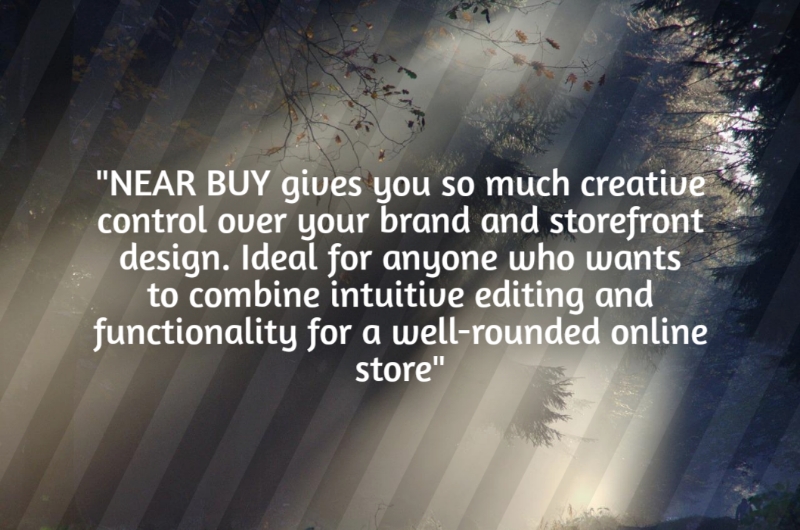 "NEAR BUY gives you so much creative
control over your brand and storefront
design. Ideal for anyone who wants
to combine intuitive editing and
functionality for a well-rounded online
store"